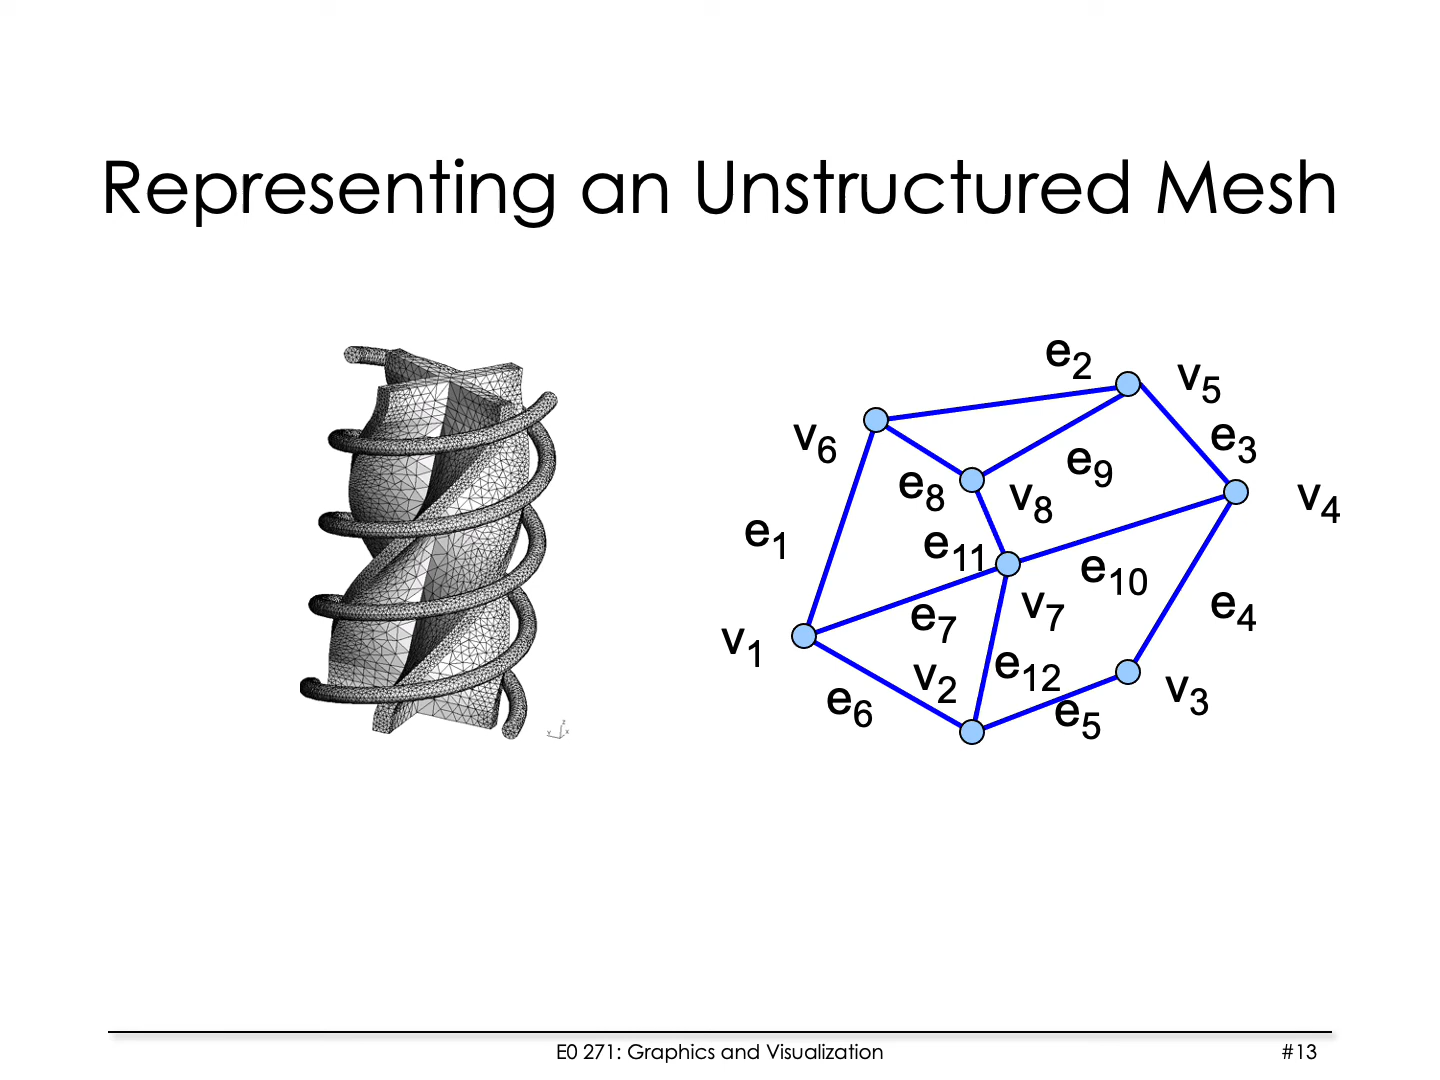 Representing an Unstructured Mesh
e2
v5
v6
e3
e9
e8
v8
v4
e1
e11
e10
e7
v7
e4
v1
v2
e12
v3
e6
e5
E0 271: Graphics and Visualization
#13